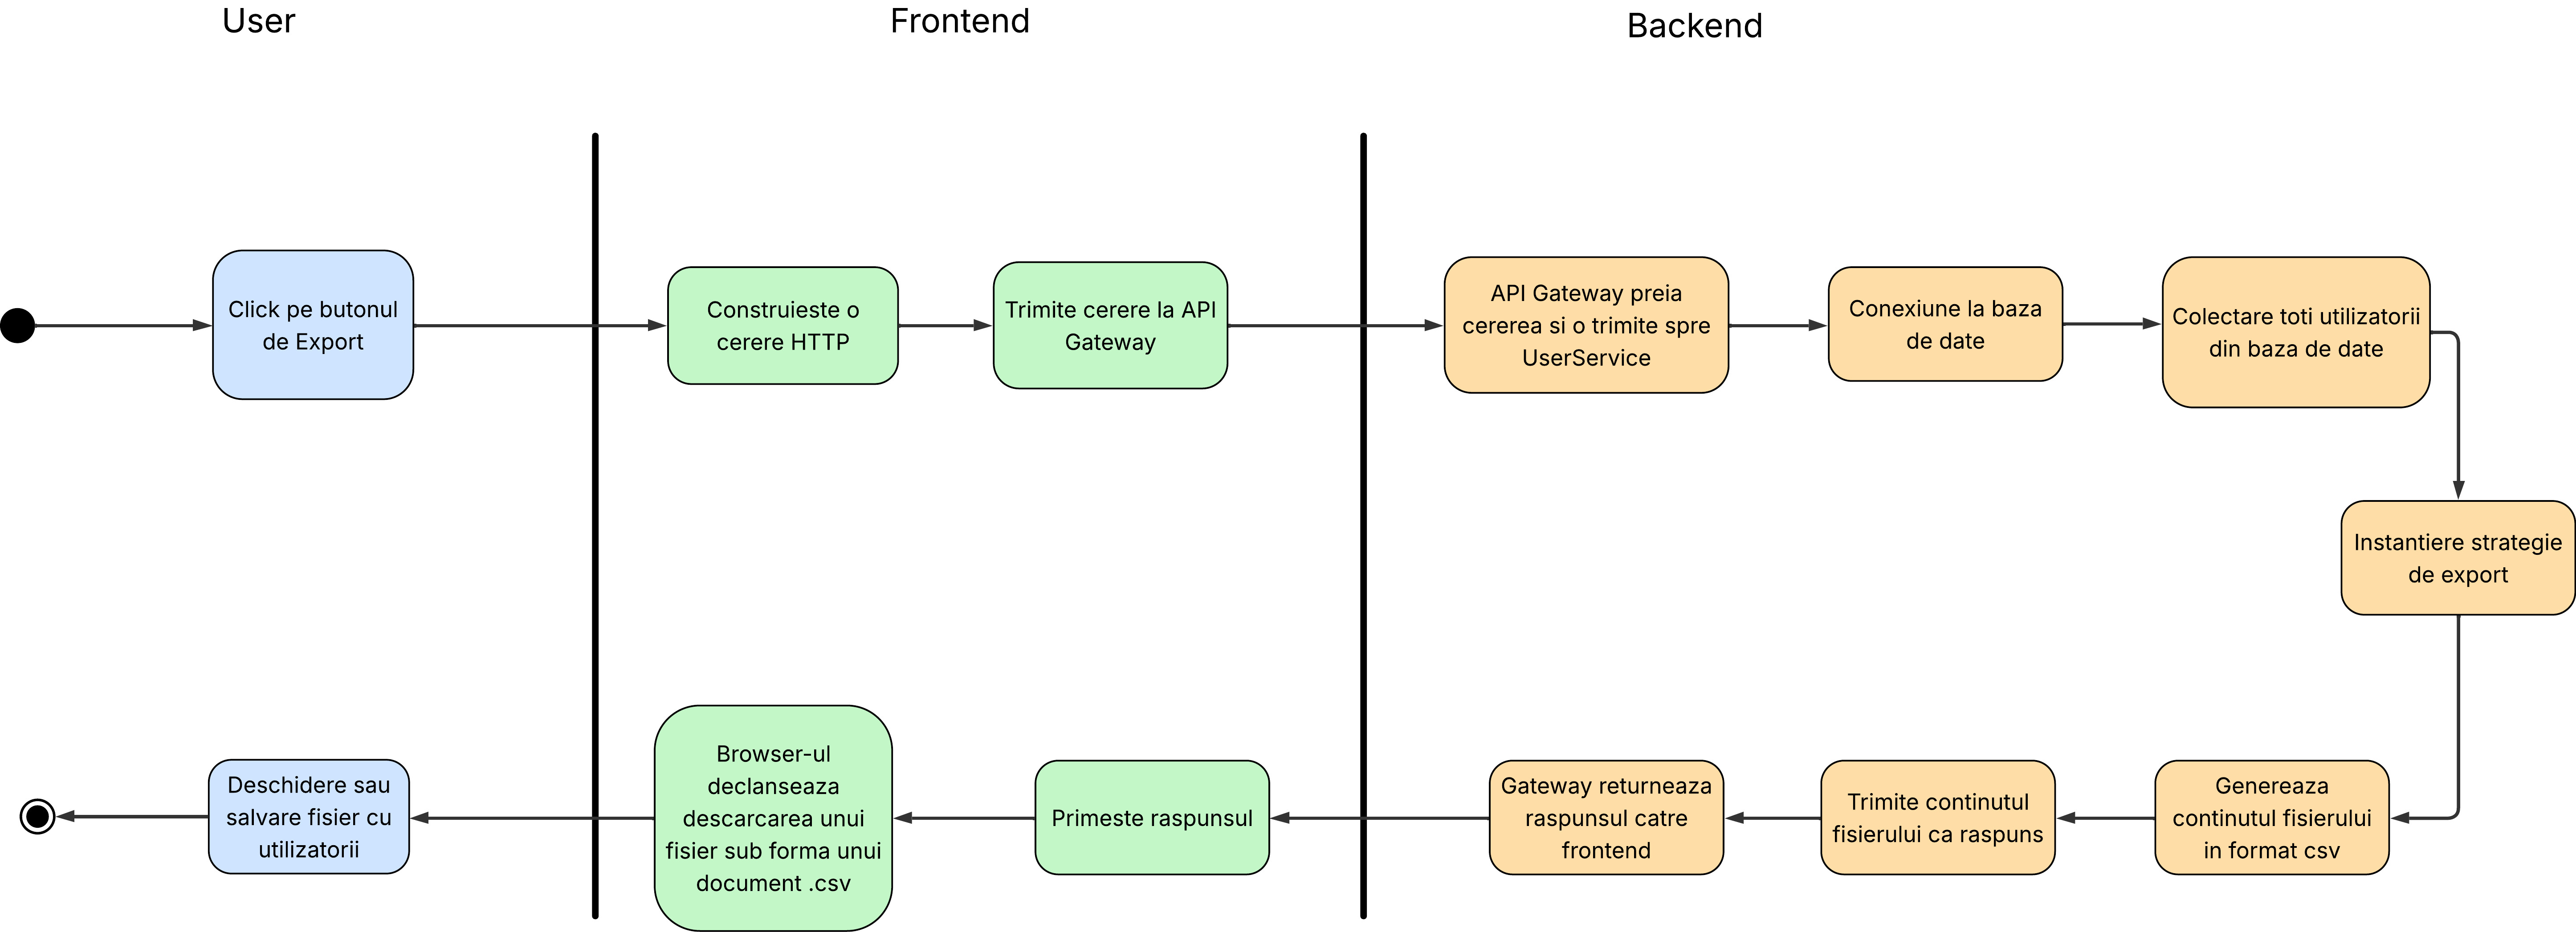 User
Frontend
Backend
Click pe butonul
de Export
Construieste o
cerere HTTP
Trimite cerere la API
Gateway
API Gateway preia
cererea si o trimite spre
UserService
Conexiune la baza
de date
Colectare toti utilizatorii
din baza de date
Instantiere strategie
de export
Genereaza
continutul fisierului
in format csv
Trimite continutul
fisierului ca raspuns
Gateway returneaza
raspunsul catre
frontend
Primeste raspunsul
Browser-ul
declanseaza
descarcarea unui
fisier sub forma unui
document .csv
Deschidere sau
salvare fisier cu
utilizatorii